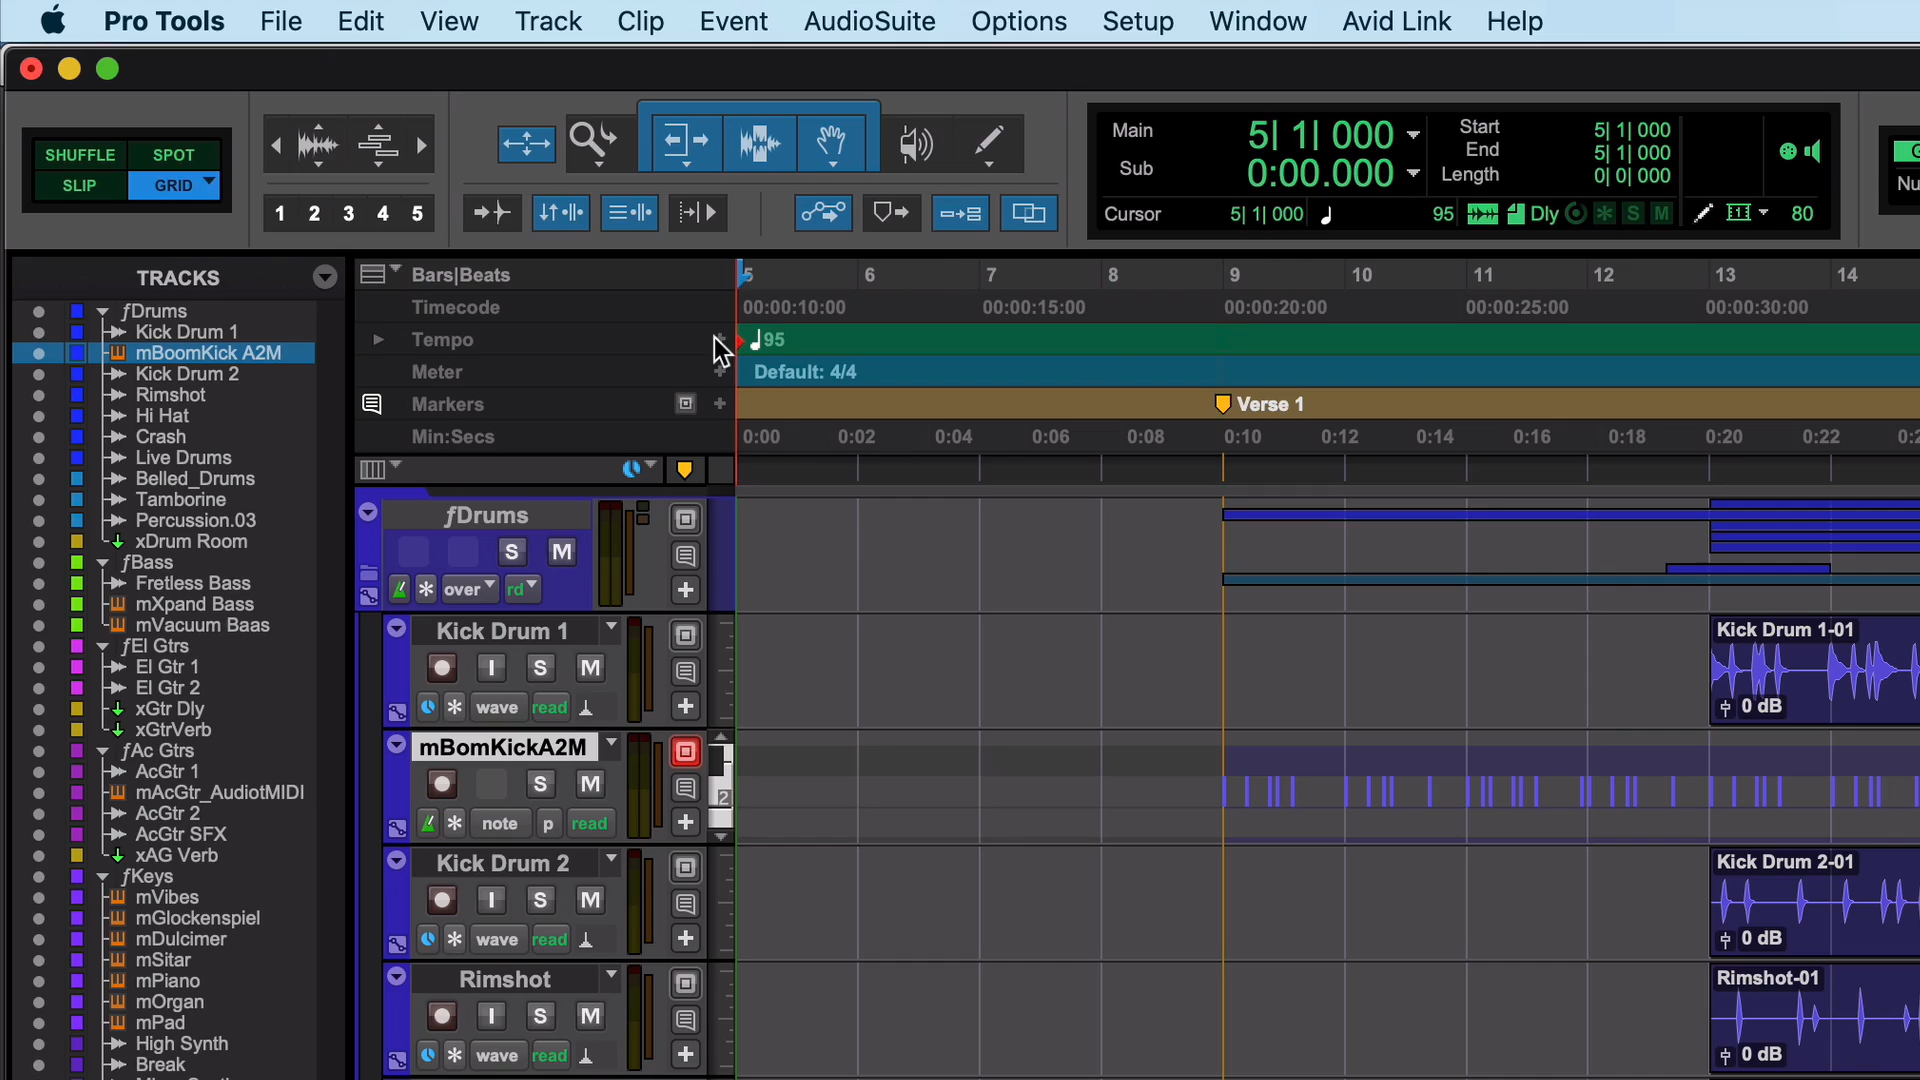 Pro Tools File Edit View Track Clip Event AudioSuite Options Setup Window Avid Link Help
SHUFFLE SPOT
SLIP GRID
1 2 3 4 5
Main 5| 1| 000
Sub 0:00.000
Start 5| 1| 000
End 5| 1| 000
Length 0| 0| 000
Cursor 5| 1| 000 95 Dly S M 80
Nu
TRACKS
ƒDrums
Kick Drum 1
mBoomKick A2M
Kick Drum 2
Rimshot
Hi Hat
Crash
Live Drums
Belled_Drums
Tamborine
Percussion.03
xDrum Room
ƒBass
Fretless Bass
mXpand Bass
mVacuum Baas
ƒEl Gtrs
El Gtr 1
El Gtr 2
xGtr Dly
xGtrVerb
ƒAc Gtrs
AcGtr 1
mAcGtr_AudiotMIDI
AcGtr 2
AcGtr SFX
xAG Verb
ƒKeys
mVibes
mGlockenspiel
mDulcimer
mSitar
mPiano
mOrgan
mPad
High Synth
Break
Bars|Beats 5 6 7 8 9 10 11 12 13 14
Timecode 00:00:10:00 00:00:15:00 00:00:20:00 00:00:25:00 00:00:30:00
Tempo 95
Meter Default: 4/4
Markers Verse 1
Min:Secs 0:00 0:02 0:04 0:06 0:08 0:10 0:12 0:14 0:16 0:18 0:20 0:22
ƒDrums
S M
over rd
Kick Drum 1
I S M
wave read
Kick Drum 1-01
0 dB
mBomKickA2M
S M
note p read
2
Kick Drum 2
I S M
wave read
Kick Drum 2-01
0 dB
Rimshot
I S M
wave read
Rimshot-01
0 dB